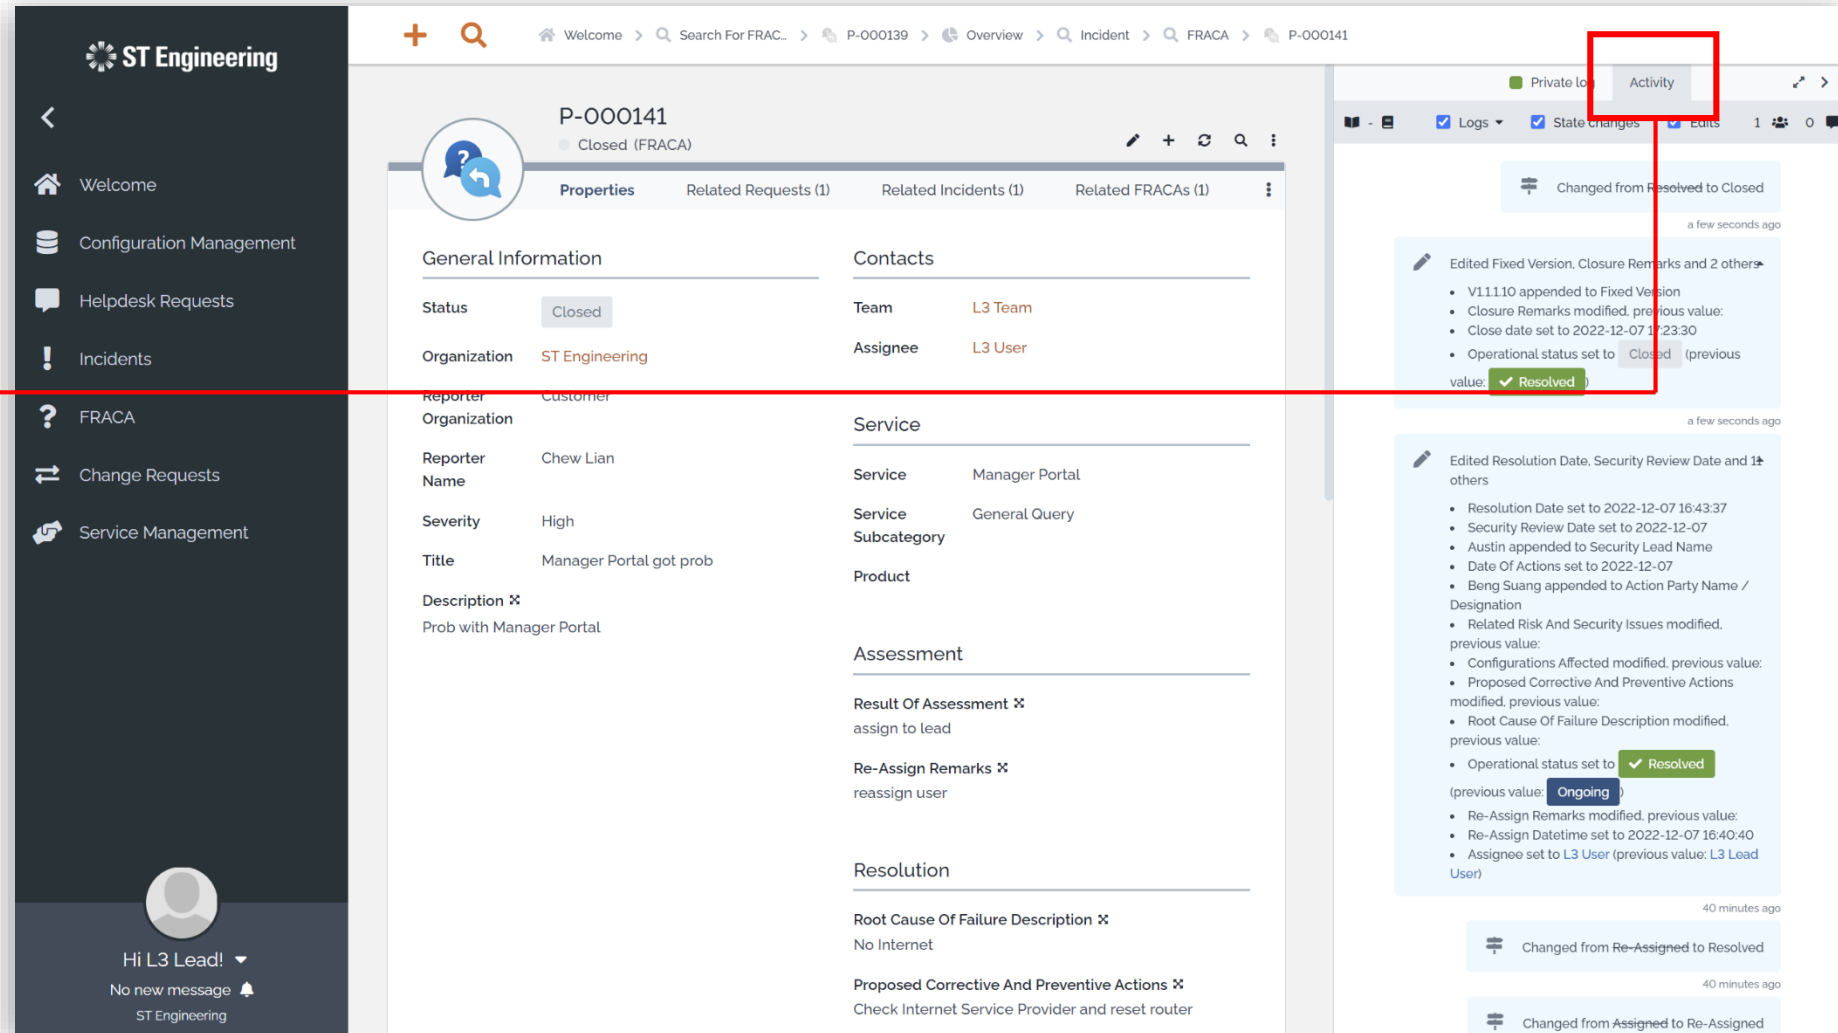 ST Engineering
Welcome > Search For FRAC... > P-000139 > Overview > Incident > FRACA > P-000141
Welcome
Configuration Management
Helpdesk Requests
Incidents
FRACA
Change Requests
Service Management
Hi L3 Lead!
No new message
ST Engineering
P-000141
Closed (FRACA)
Properties Related Requests (1) Related Incidents (1) Related FRACAs (1)
General Information
Status Closed
Organization ST Engineering
Reporter Customer
Organization
Reporter Chew Lian
Name
Severity High
Title Manager Portal got prob
Description
Prob with Manager Portal
Contacts
Team L3 Team
Assignee L3 User
Service
Service Manager Portal
Service General Query
Subcategory
Product
Assessment
Result Of Assessment
assign to lead
Re-Assign Remarks
reassign user
Resolution
Root Cause Of Failure Description
No Internet
Proposed Corrective And Preventive Actions
Check Internet Service Provider and reset router
Private log Activity
- Logs State changes Edits 1 0
Changed from Resolved to Closed
a few seconds ago
Edited Fixed Version, Closure Remarks and 2 others
• V1.1.1.10 appended to Fixed Version
• Closure Remarks modified, previous value:
• Close date set to 2022-12-07 17:23:30
• Operational status set to Closed (previous
value: Resolved )
a few seconds ago
Edited Resolution Date, Security Review Date and 11
others
• Resolution Date set to 2022-12-07 16:43:37
• Security Review Date set to 2022-12-07
• Austin appended to Security Lead Name
• Date Of Actions set to 2022-12-07
• Beng Suang appended to Action Party Name /
Designation
• Related Risk And Security Issues modified,
previous value:
• Configurations Affected modified, previous value:
• Proposed Corrective And Preventive Actions
modified, previous value:
• Root Cause Of Failure Description modified,
previous value:
• Operational status set to Resolved
(previous value: Ongoing )
• Re-Assign Remarks modified, previous value:
• Re-Assign Datetime set to 2022-12-07 16:40:40
• Assignee set to L3 User (previous value: L3 Lead
User)
40 minutes ago
Changed from Re-Assigned to Resolved
40 minutes ago
Changed from Assigned to Re-Assigned